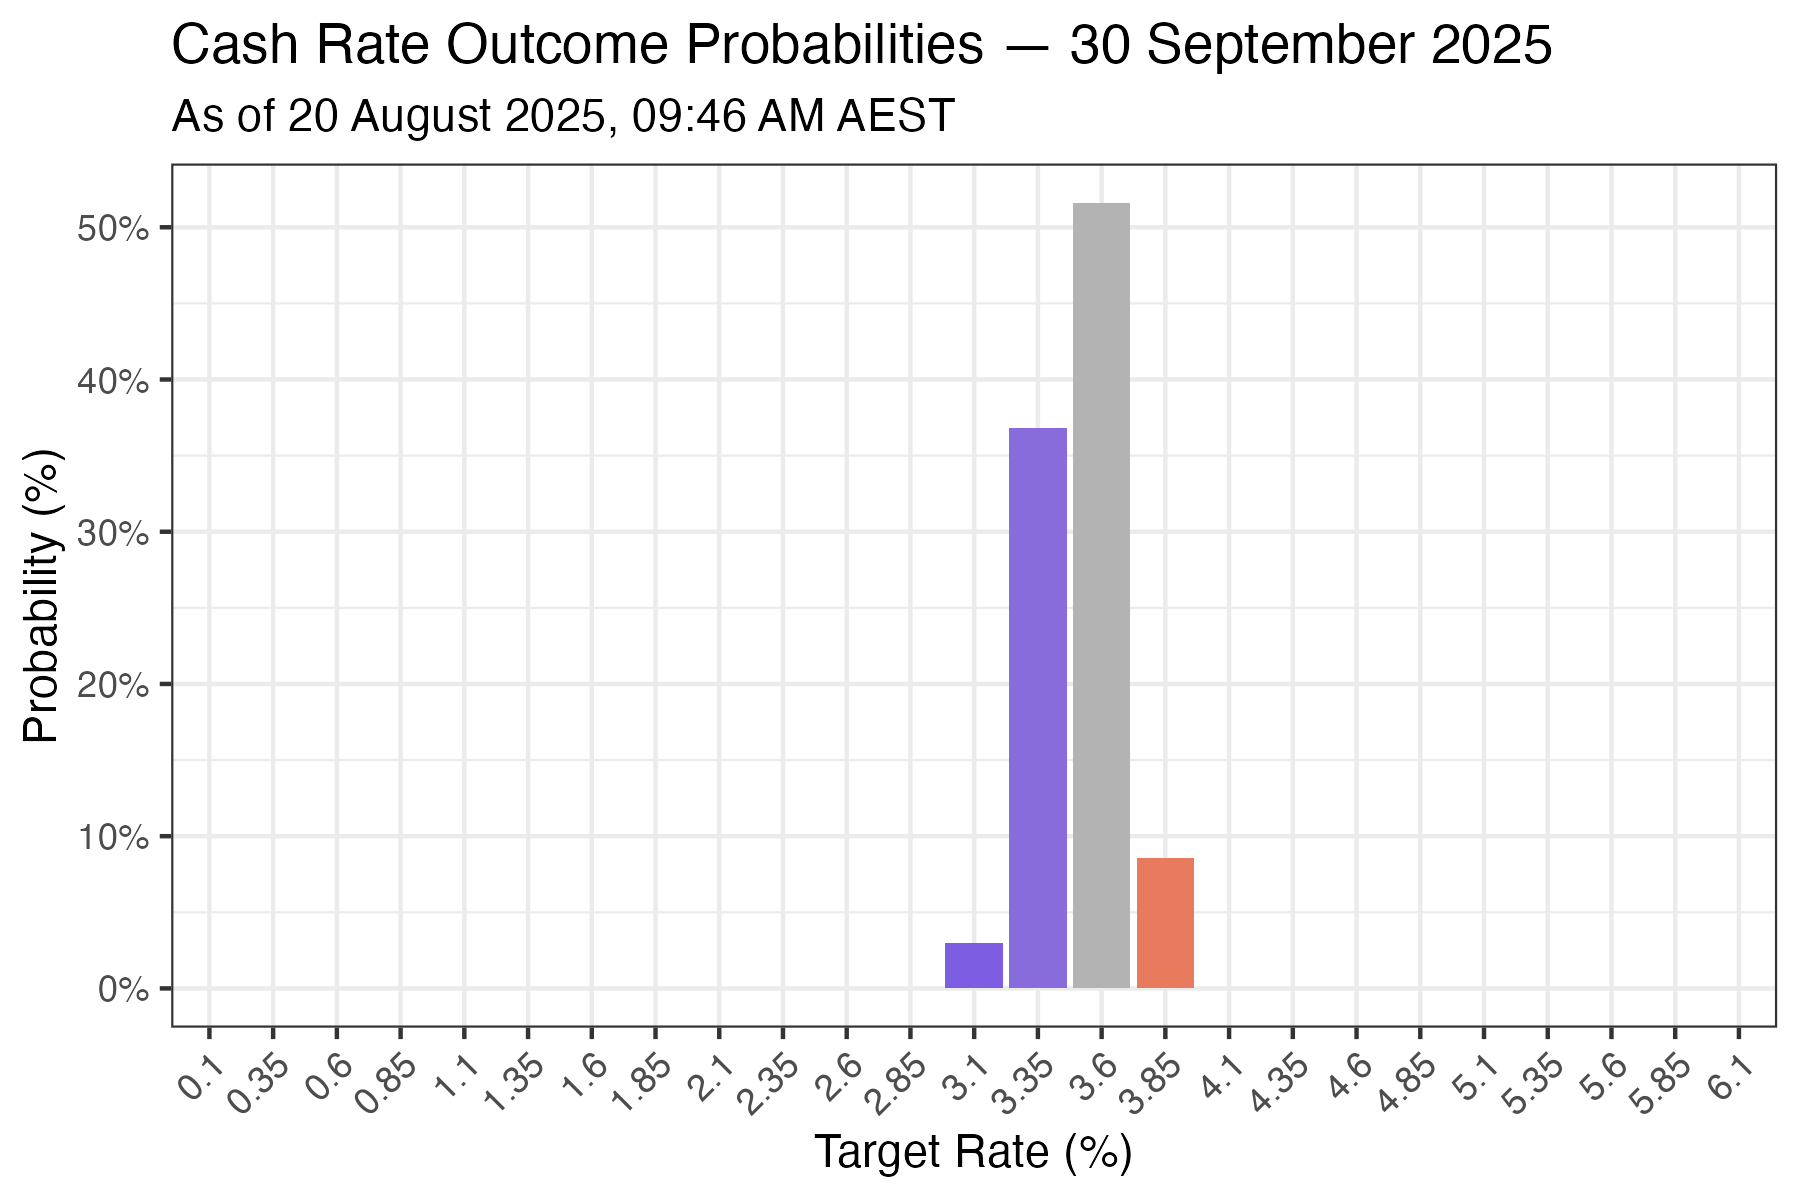 Cash Rate Outcome Probabilities — 30 September 2025
As of 20 August 2025, 09:46 AM AEST
Probability (%)
50%
40%
30%
20%
10%
0%
0.1 0.35 0.6 0.85 1.1 1.35 1.6 1.85 2.1 2.35 2.6 2.85 3.1 3.35 3.6 3.85 4.1 4.35 4.6 4.85 5.1 5.35 5.6 5.85 6.1
Target Rate (%)